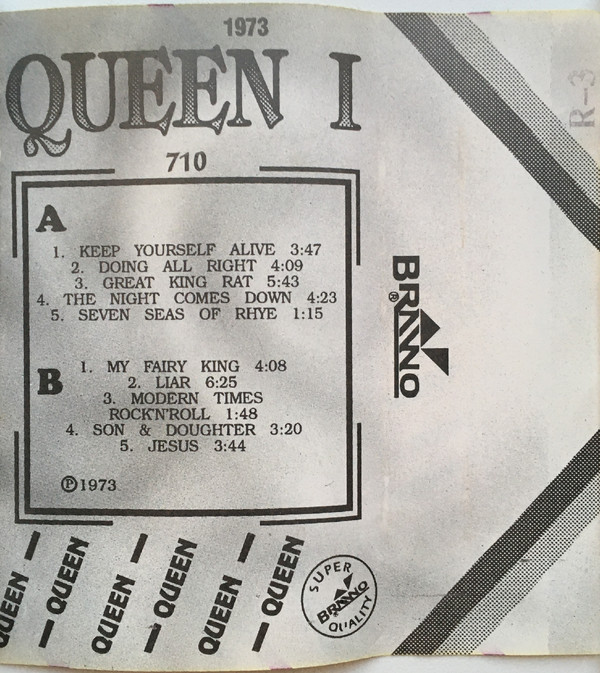 1973
QUEEN I
710
A
1. KEEP YOURSELF ALIVE 3:47
2. DOING ALL RIGHT 4:09
3. GREAT KING RAT 5:43
4. THE NIGHT COMES DOWN 4:23
5. SEVEN SEAS OF RHYE 1:15
B
1. MY FAIRY KING 4:08
2. LIAR 6:25
3. MODERN TIMES
ROCK'N'ROLL 1:48
4. SON & DOUGHTER 3:20
5. JESUS 3:44
Ⓟ1973
QUEEN – QUEEN
QUEEN – QUEEN
QUEEN – QUEEN
SUPER
BRAVO
QUALITY
BRAVO
®
R-3